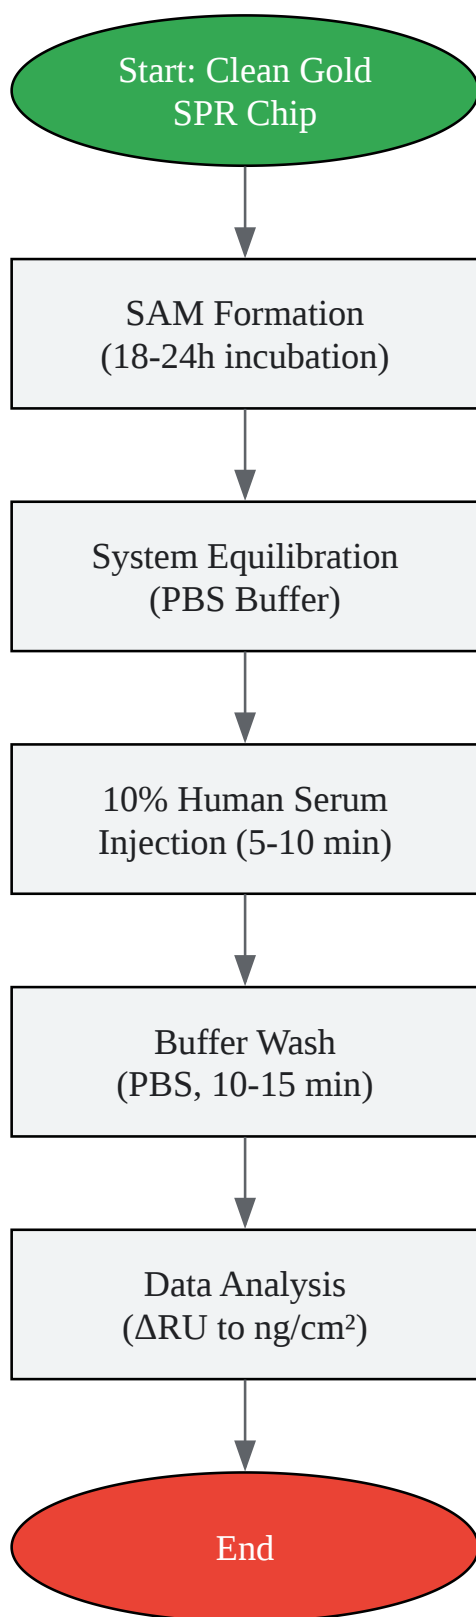 Start: Clean Gold
SPR Chip
SAM Formation
(18-24h incubation)
System Equilibration
(PBS Buffer)
10% Human Serum
Injection (5-10 min)
Buffer Wash
(PBS, 10-15 min)
Data Analysis
(ΔRU to ng/cm²)
End